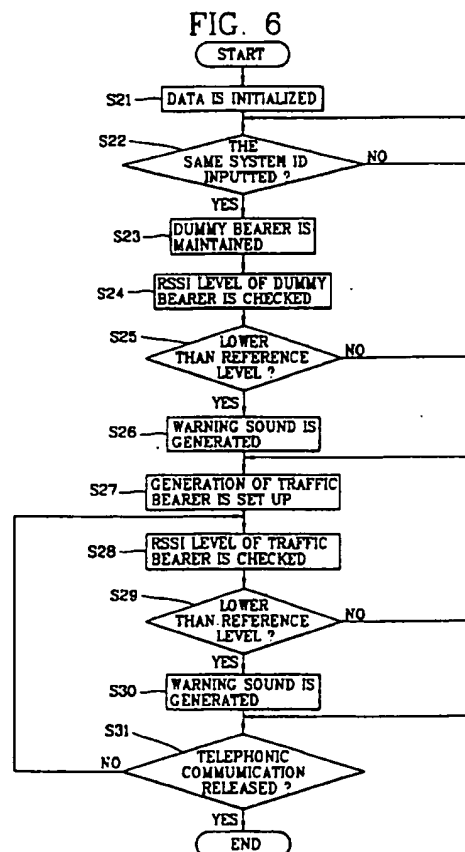 FIG. 6
START
S21
DATA IS INITIALIZED
S22
THE
SAME SYSTEM ID
INPUTTED ?
NO
YES
S23
DUMMY BEARER IS
MAINTAINED
S24
RSSI LEVEL OF DUMMY
BEARER IS CHECKED
S25
LOWER
THAN REFERENCE
LEVEL ?
NO
YES
S26
WARNING SOUND IS
GENERATED
S27
GENERATION OF TRAFFIC
BEARER IS SET UP
S28
RSSI LEVEL OF TRAFFIC
BEARER IS CHECKED
S29
LOWER
THAN REFERENCE
LEVEL ?
NO
YES
S30
WARNING SOUND IS
GENERATED
S31
TELEPHONIC
COMMUMICATION
RELEASED ?
NO
YES
END